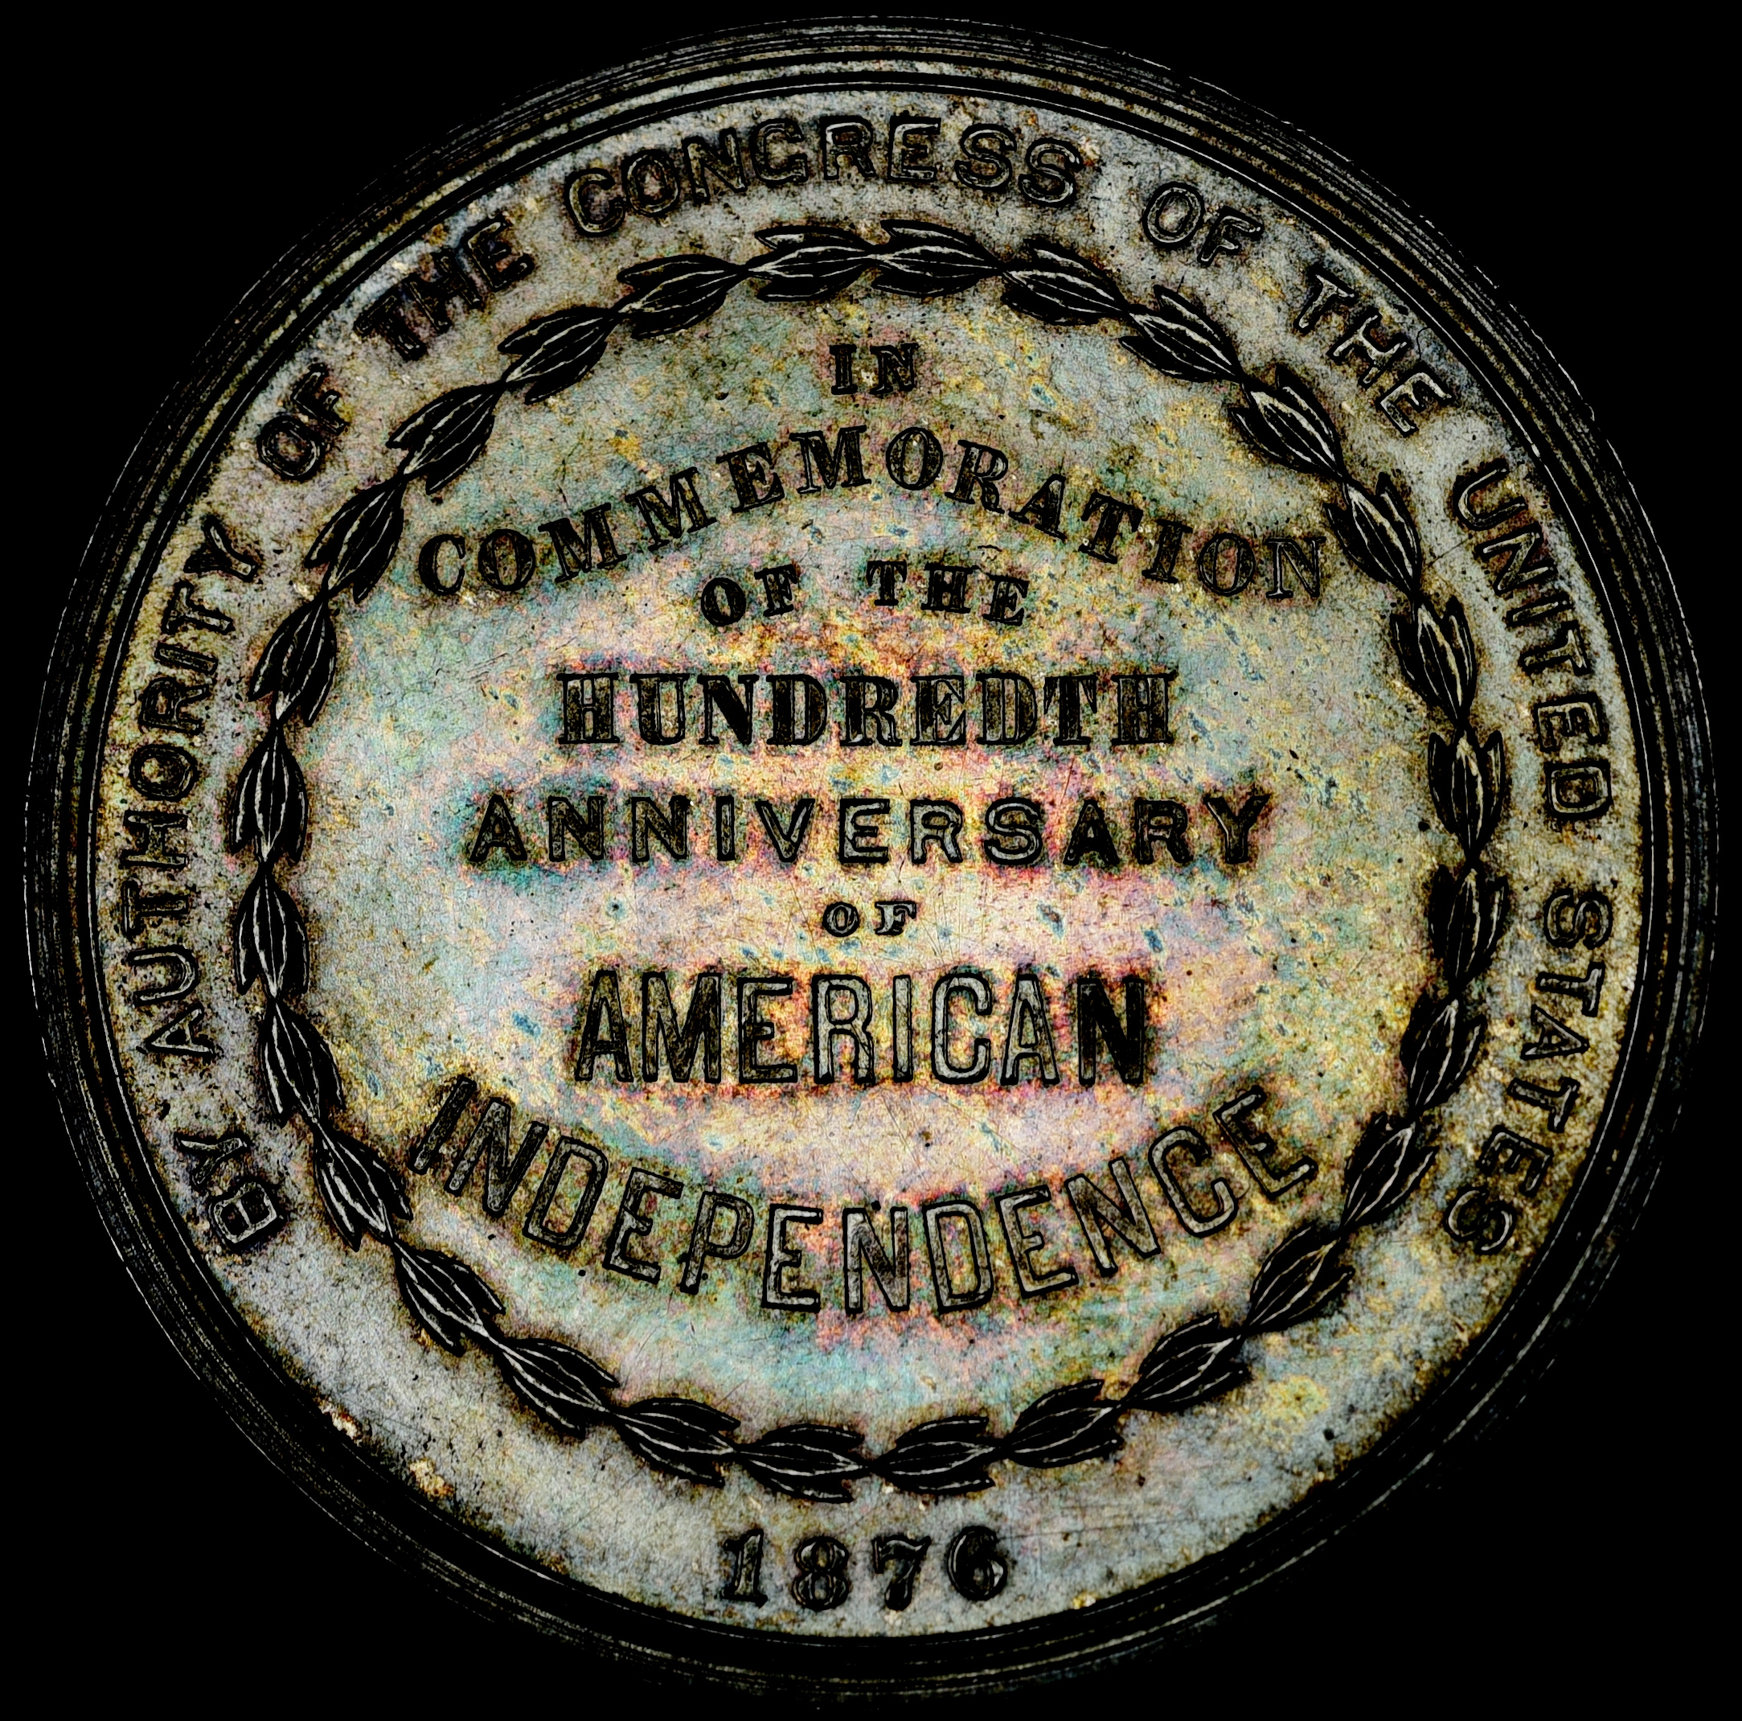 BY AUTHORITY OF THE CONGRESS OF THE UNITED STATES
IN
COMMEMORATION
OF THE
HUNDREDTH
ANNIVERSARY
OF
AMERICAN
INDEPENDENCE
1876